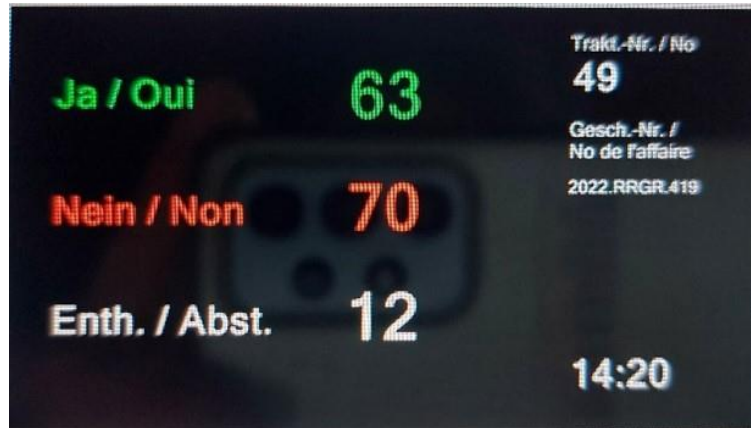 Ja / Oui 63
Nein / Non 70
Enth. / Abst. 12
Trakt.-Nr. / No
49
Gesch.-Nr. /
No de l'affaire
2022.RRGR.419
14:20